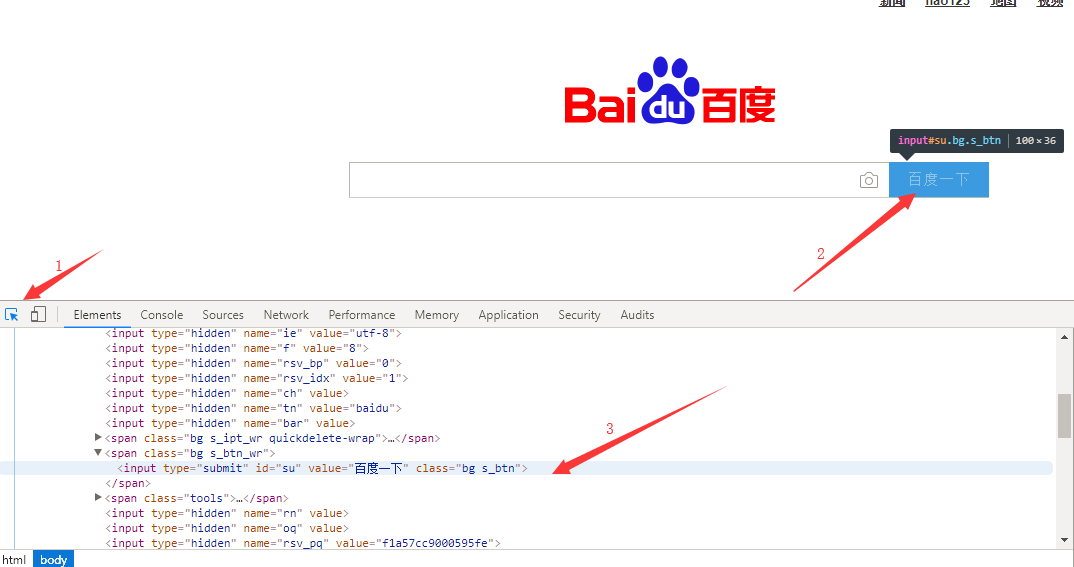 新闻 hao123 地图 视频
Bai du 百度
input#su.bg.s_btn 100×36
百度一下
2
1
Elements Console Sources Network Performance Memory Application Security Audits
<input type="hidden" name="ie" value="utf-8">
<input type="hidden" name="f" value="8">
<input type="hidden" name="rsv_bp" value="0">
<input type="hidden" name="rsv_idx" value="1">
<input type="hidden" name="ch" value>
<input type="hidden" name="tn" value="baidu">
<input type="hidden" name="bar" value>
3
<span class="bg s_ipt_wr quickdelete-wrap">…</span>
<span class="bg s_btn_wr">
<input type="submit" id="su" value="百度一下" class="bg s_btn">
</span>
<span class="tools">…</span>
<input type="hidden" name="rn" value>
<input type="hidden" name="oq" value>
<input type="hidden" name="rsv_pq" value="f1a57cc9000595fe">
html body